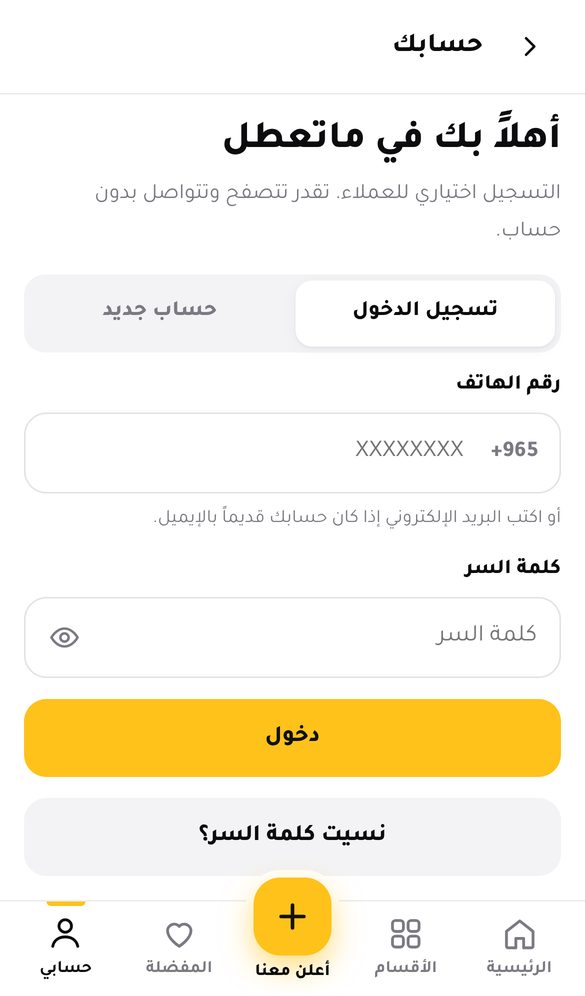 حسابك
أهلاً بك في ماتعطل
التسجيل اختياري للعملاء. تقدر تتصفح وتتواصل بدون
حساب.
تسجيل الدخول
حساب جديد
رقم الهاتف
+965 XXXXXXXX
أو اكتب البريد الإلكتروني إذا كان حسابك قديماً بالإيميل.
كلمة السر
كلمة السر
دخول
نسيت كلمة السر؟
الرئيسية
الأقسام
أعلن معنا
المفضلة
حسابي